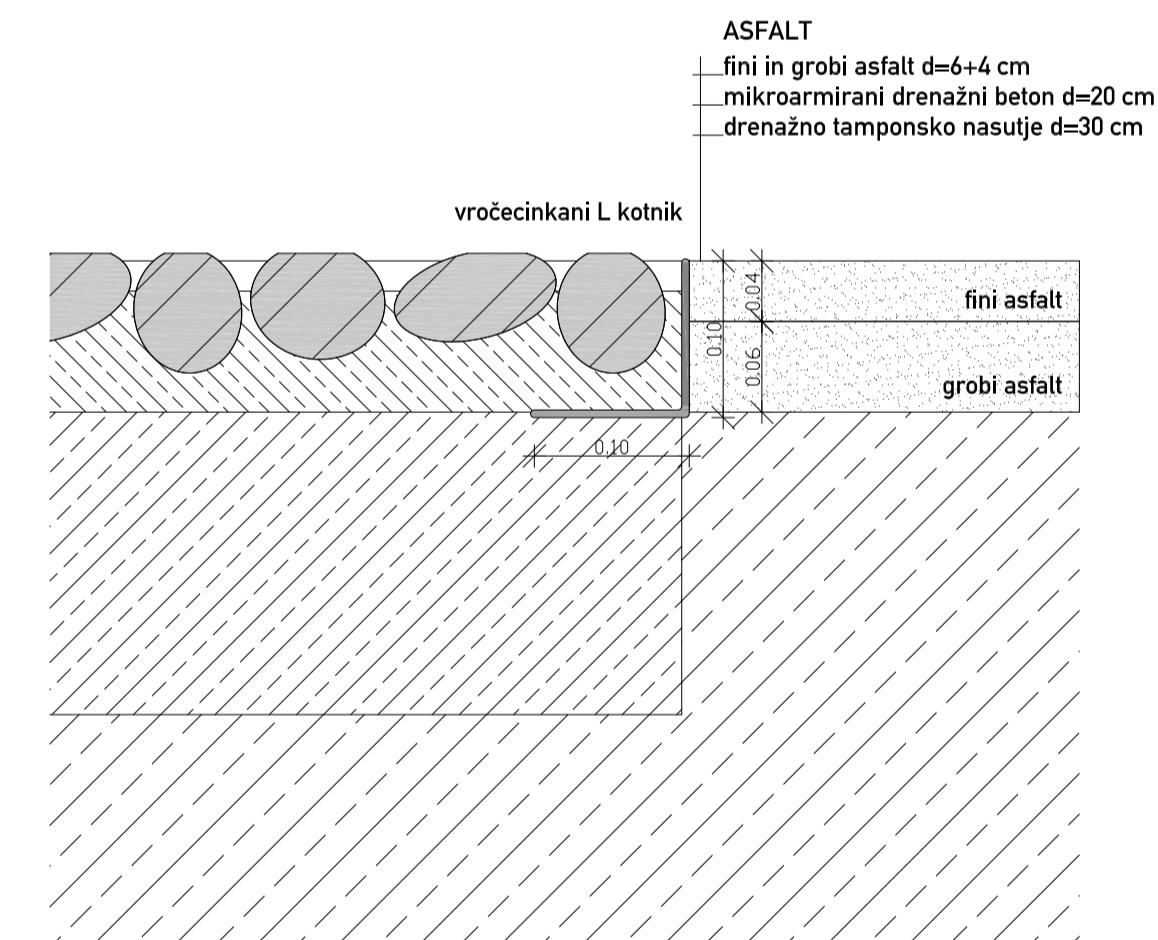 ASFALT
fini in grobi asfalt d=6+4 cm
mikroarmirani drenažni beton d=20 cm
drenažno tamponsko nasutje d=30 cm
vročecinkani L kotnik
0.04
fini asfalt
0.10
0.06
grobi asfalt
0.10